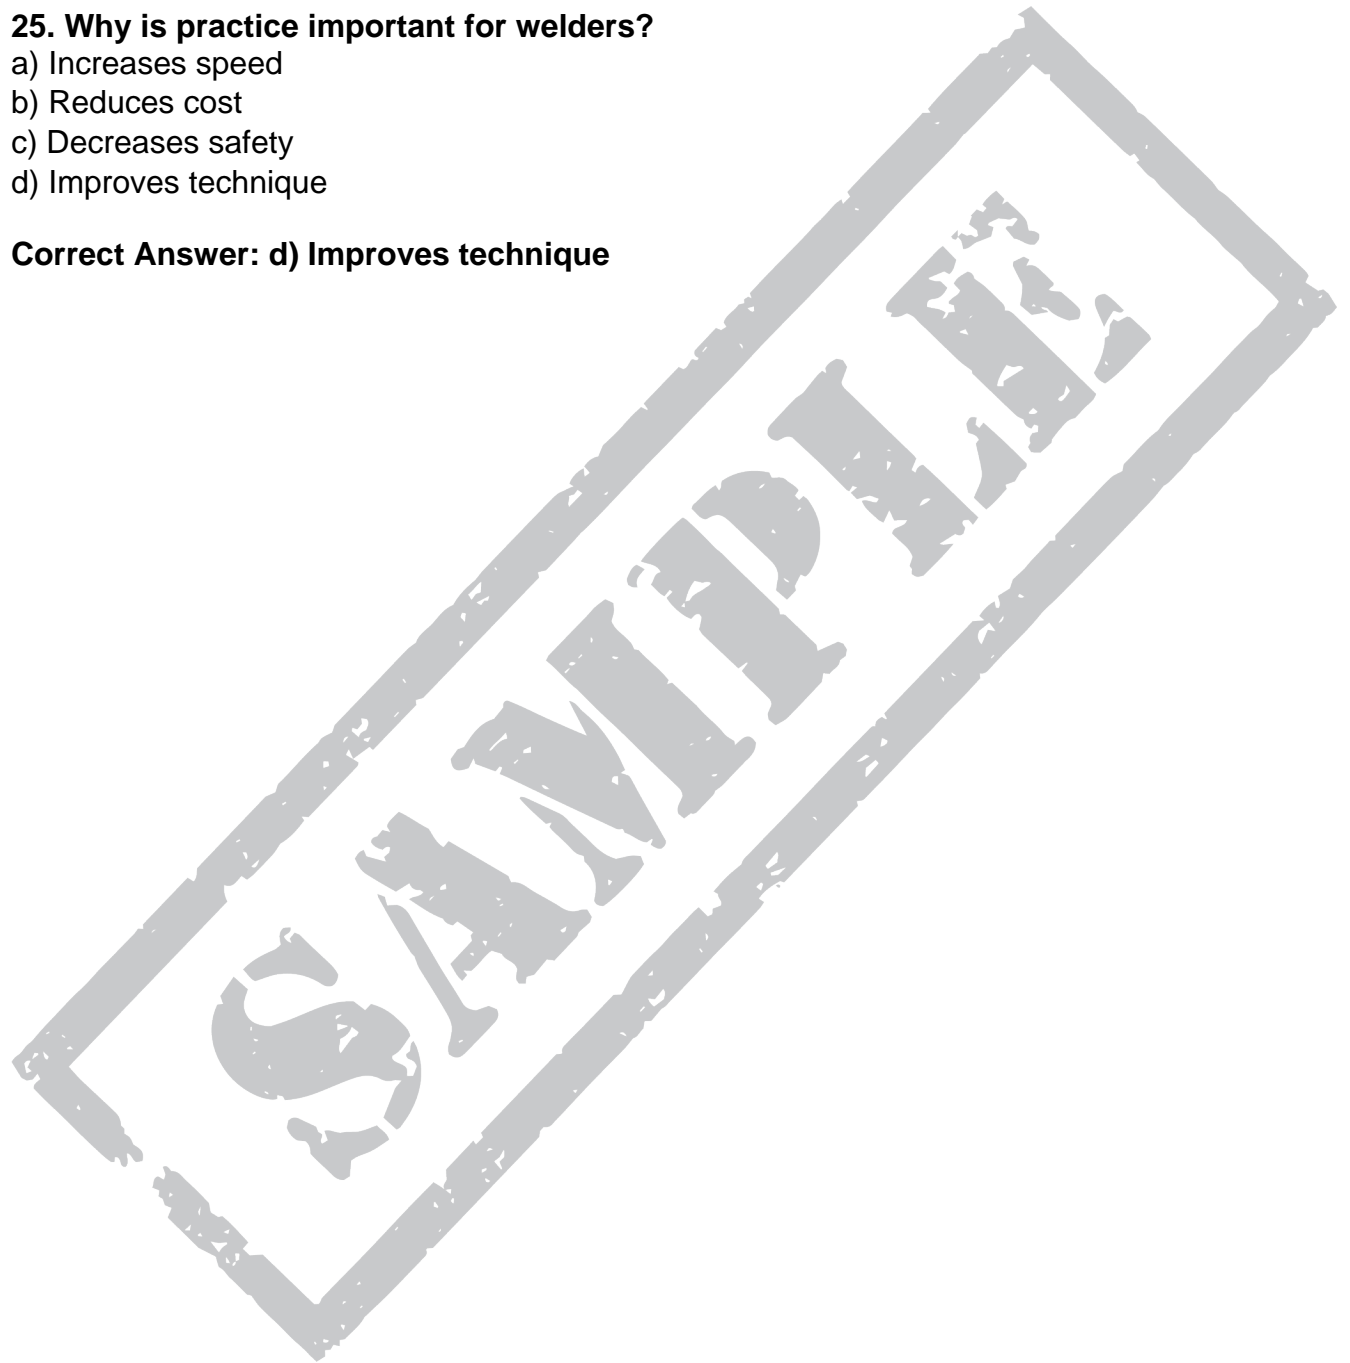 25. Why is practice important for welders?
a) Increases speed
b) Reduces cost
c) Decreases safety
d) Improves technique
Correct Answer: d) Improves technique
SAMPLE